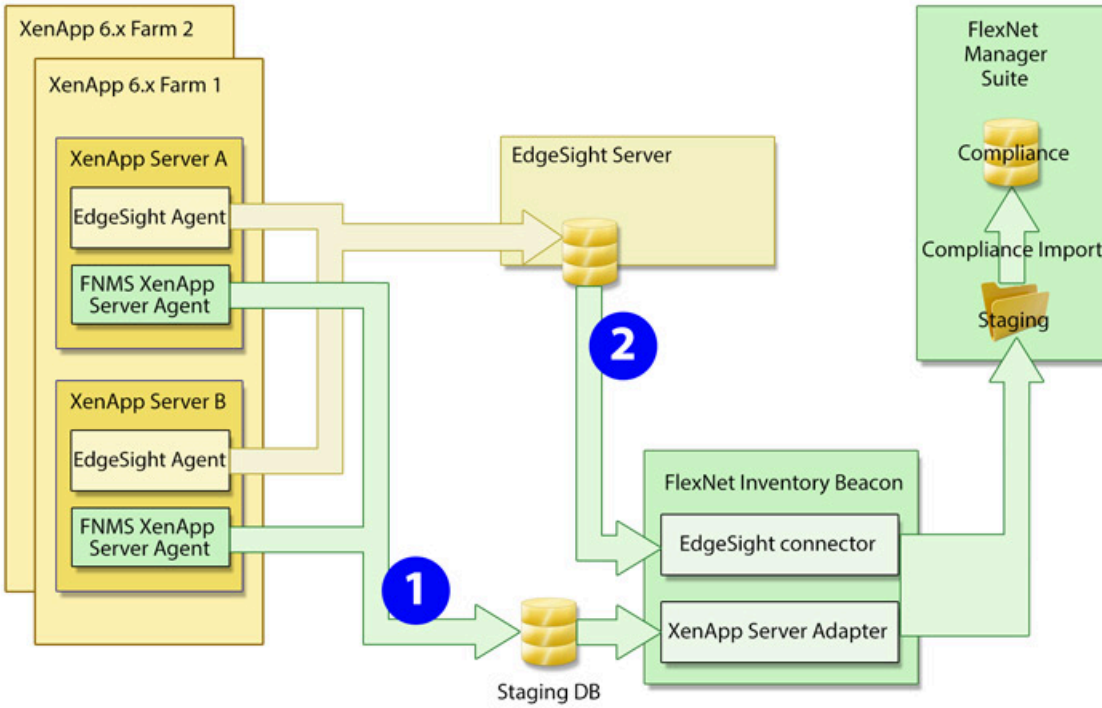 XenApp 6.x Farm 2
XenApp 6.x Farm 1
XenApp Server A
EdgeSight Agent
FNMS XenApp
Server Agent
XenApp Server B
EdgeSight Agent
FNMS XenApp
Server Agent
EdgeSight Server
2
1
Staging DB
FlexNet Inventory Beacon
EdgeSight connector
XenApp Server Adapter
FlexNet
Manager
Suite
Compliance
Compliance Import
Staging